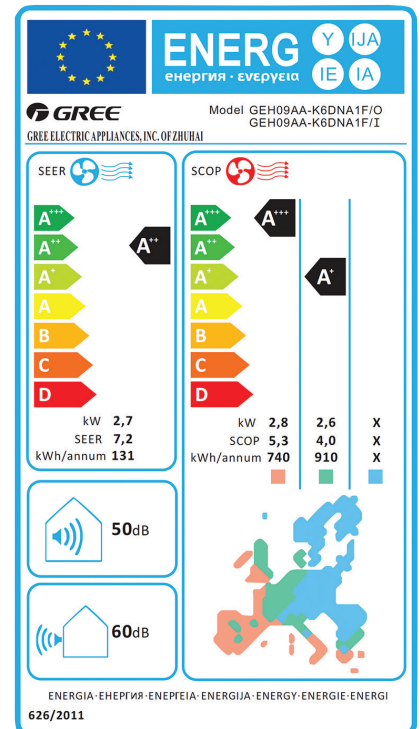 ENERG
енергия · ενεργεια
Y IJA
IE IA
GREE
GREE ELECTRIC APPLIANCES, INC. OF ZHUHAI
Model GEH09AA-K6DNA1F/O
GEH09AA-K6DNA1F/I
SEER
A+++
A++
A+
A
B
C
D
A++
kW 2,7
SEER 7,2
kWh/annum 131
SCOP
A+++
A++
A+
A
B
C
D
A+++
A+
kW 2,8 2,6 X
SCOP 5,3 4,0 X
kWh/annum 740 910 X
50dB
60dB
ENERGIA·ЕНЕРГИЯ·ΕΝΕΡΓΕΙΑ·ENERGIJA·ENERGY·ENERGIE·ENERGI
626/2011